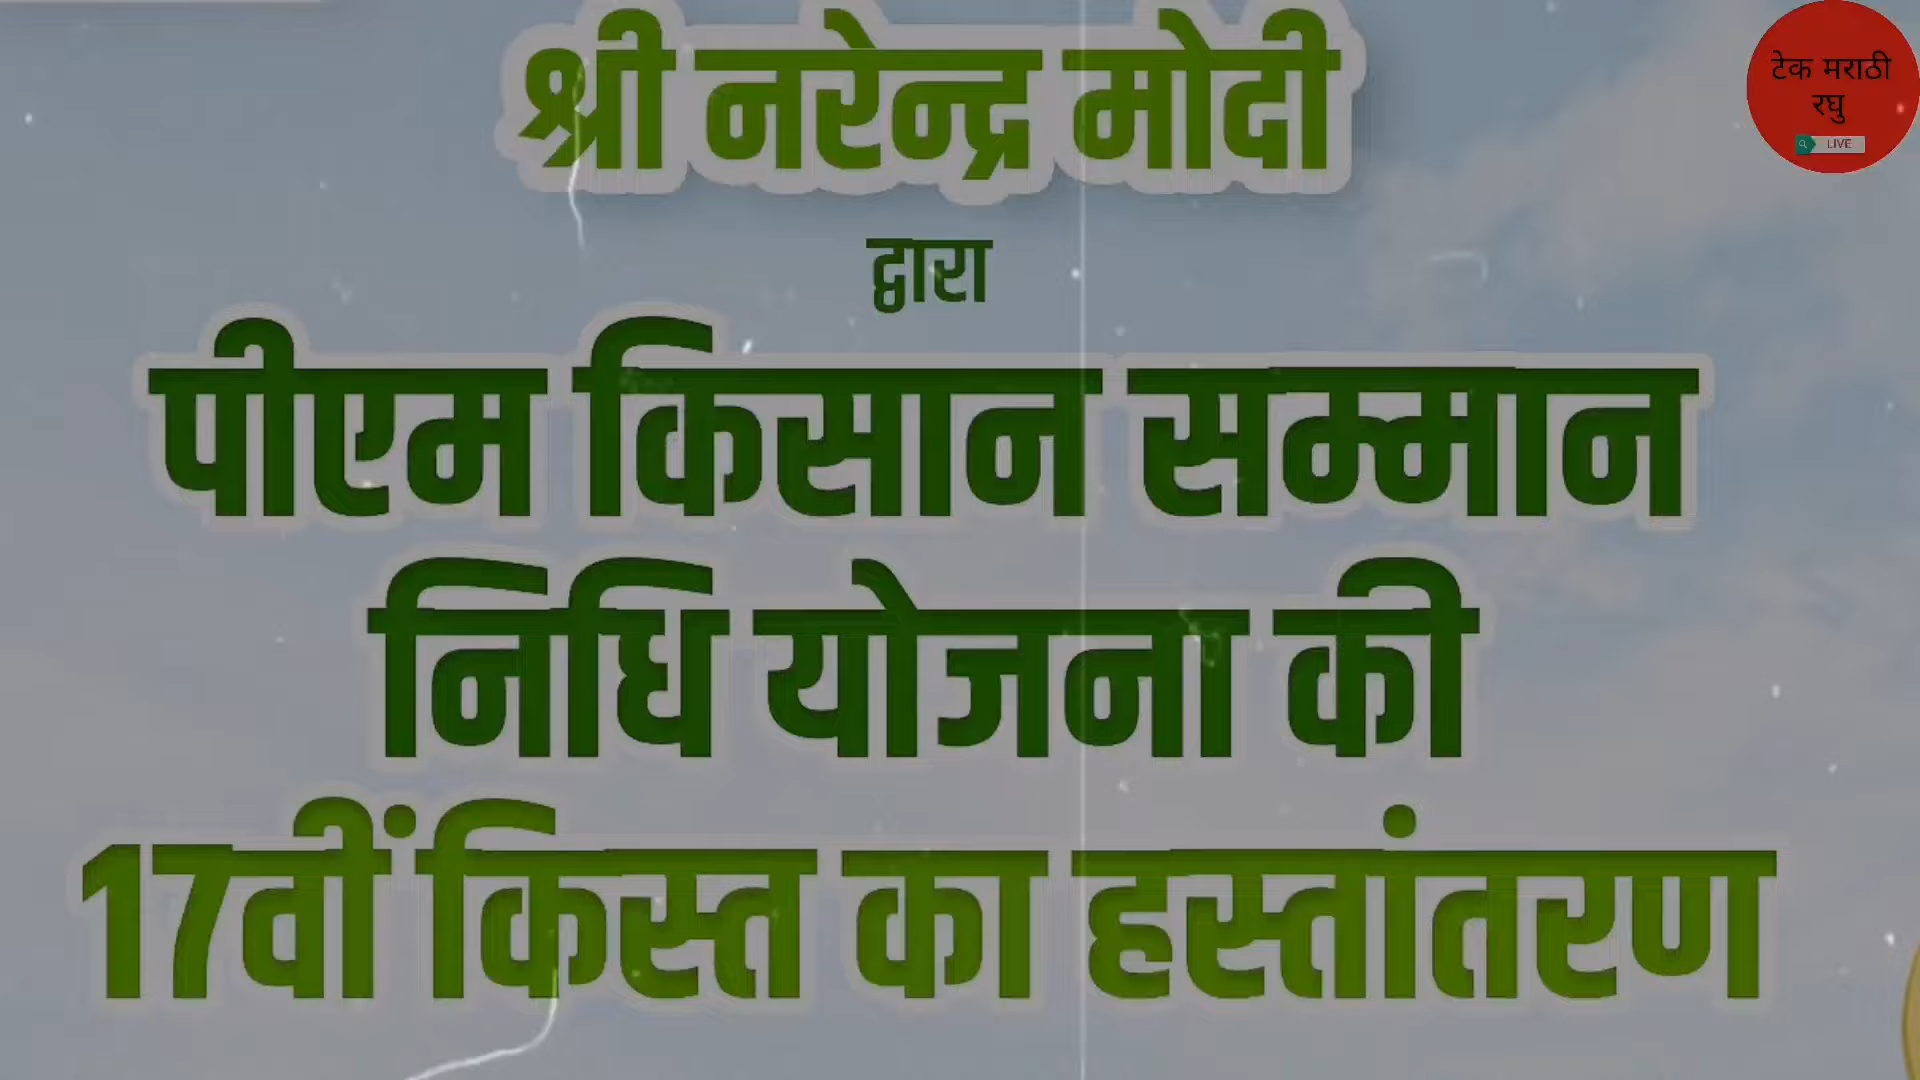 श्री नरेन्द्र मोदी
द्वारा
पीएम किसान सम्मान
निधि योजना की
17वीं किस्त का हस्तांतरण
टेक मराठी
रघु
LIVE